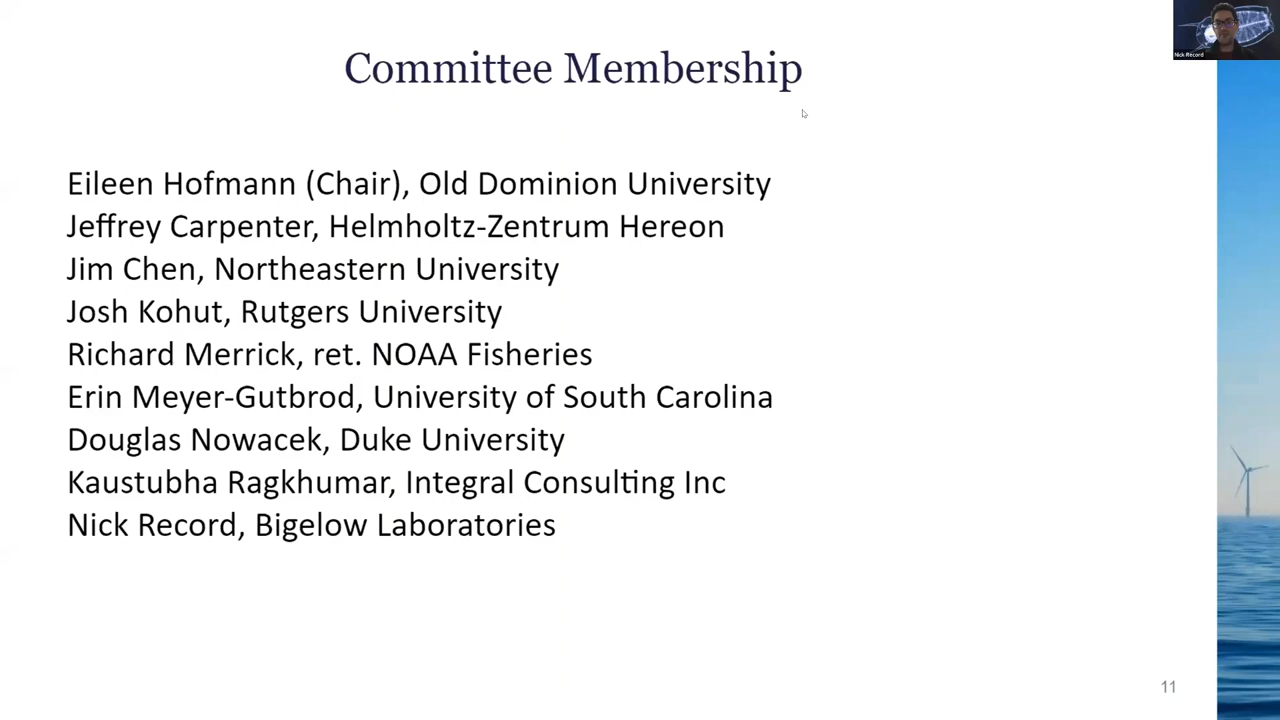 Committee Membership
Nick Record
Eileen Hofmann (Chair), Old Dominion University
Jeffrey Carpenter, Helmholtz-Zentrum Hereon
Jim Chen, Northeastern University
Josh Kohut, Rutgers University
Richard Merrick, ret. NOAA Fisheries
Erin Meyer-Gutbrod, University of South Carolina
Douglas Nowacek, Duke University
Kaustubha Ragkhumar, Integral Consulting Inc
Nick Record, Bigelow Laboratories
11